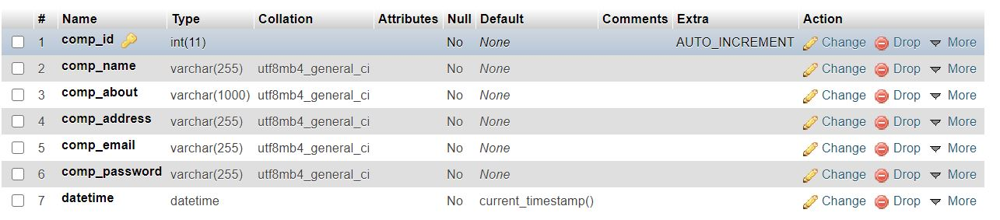 # Name Type Collation Attributes Null Default Comments Extra Action
1 comp_id int(11) No None AUTO_INCREMENT Change Drop More
2 comp_name varchar(255) utf8mb4_general_ci No None Change Drop More
3 comp_about varchar(1000) utf8mb4_general_ci No None Change Drop More
4 comp_address varchar(255) utf8mb4_general_ci No None Change Drop More
5 comp_email varchar(255) utf8mb4_general_ci No None Change Drop More
6 comp_password varchar(255) utf8mb4_general_ci No None Change Drop More
7 datetime datetime No current_timestamp() Change Drop More